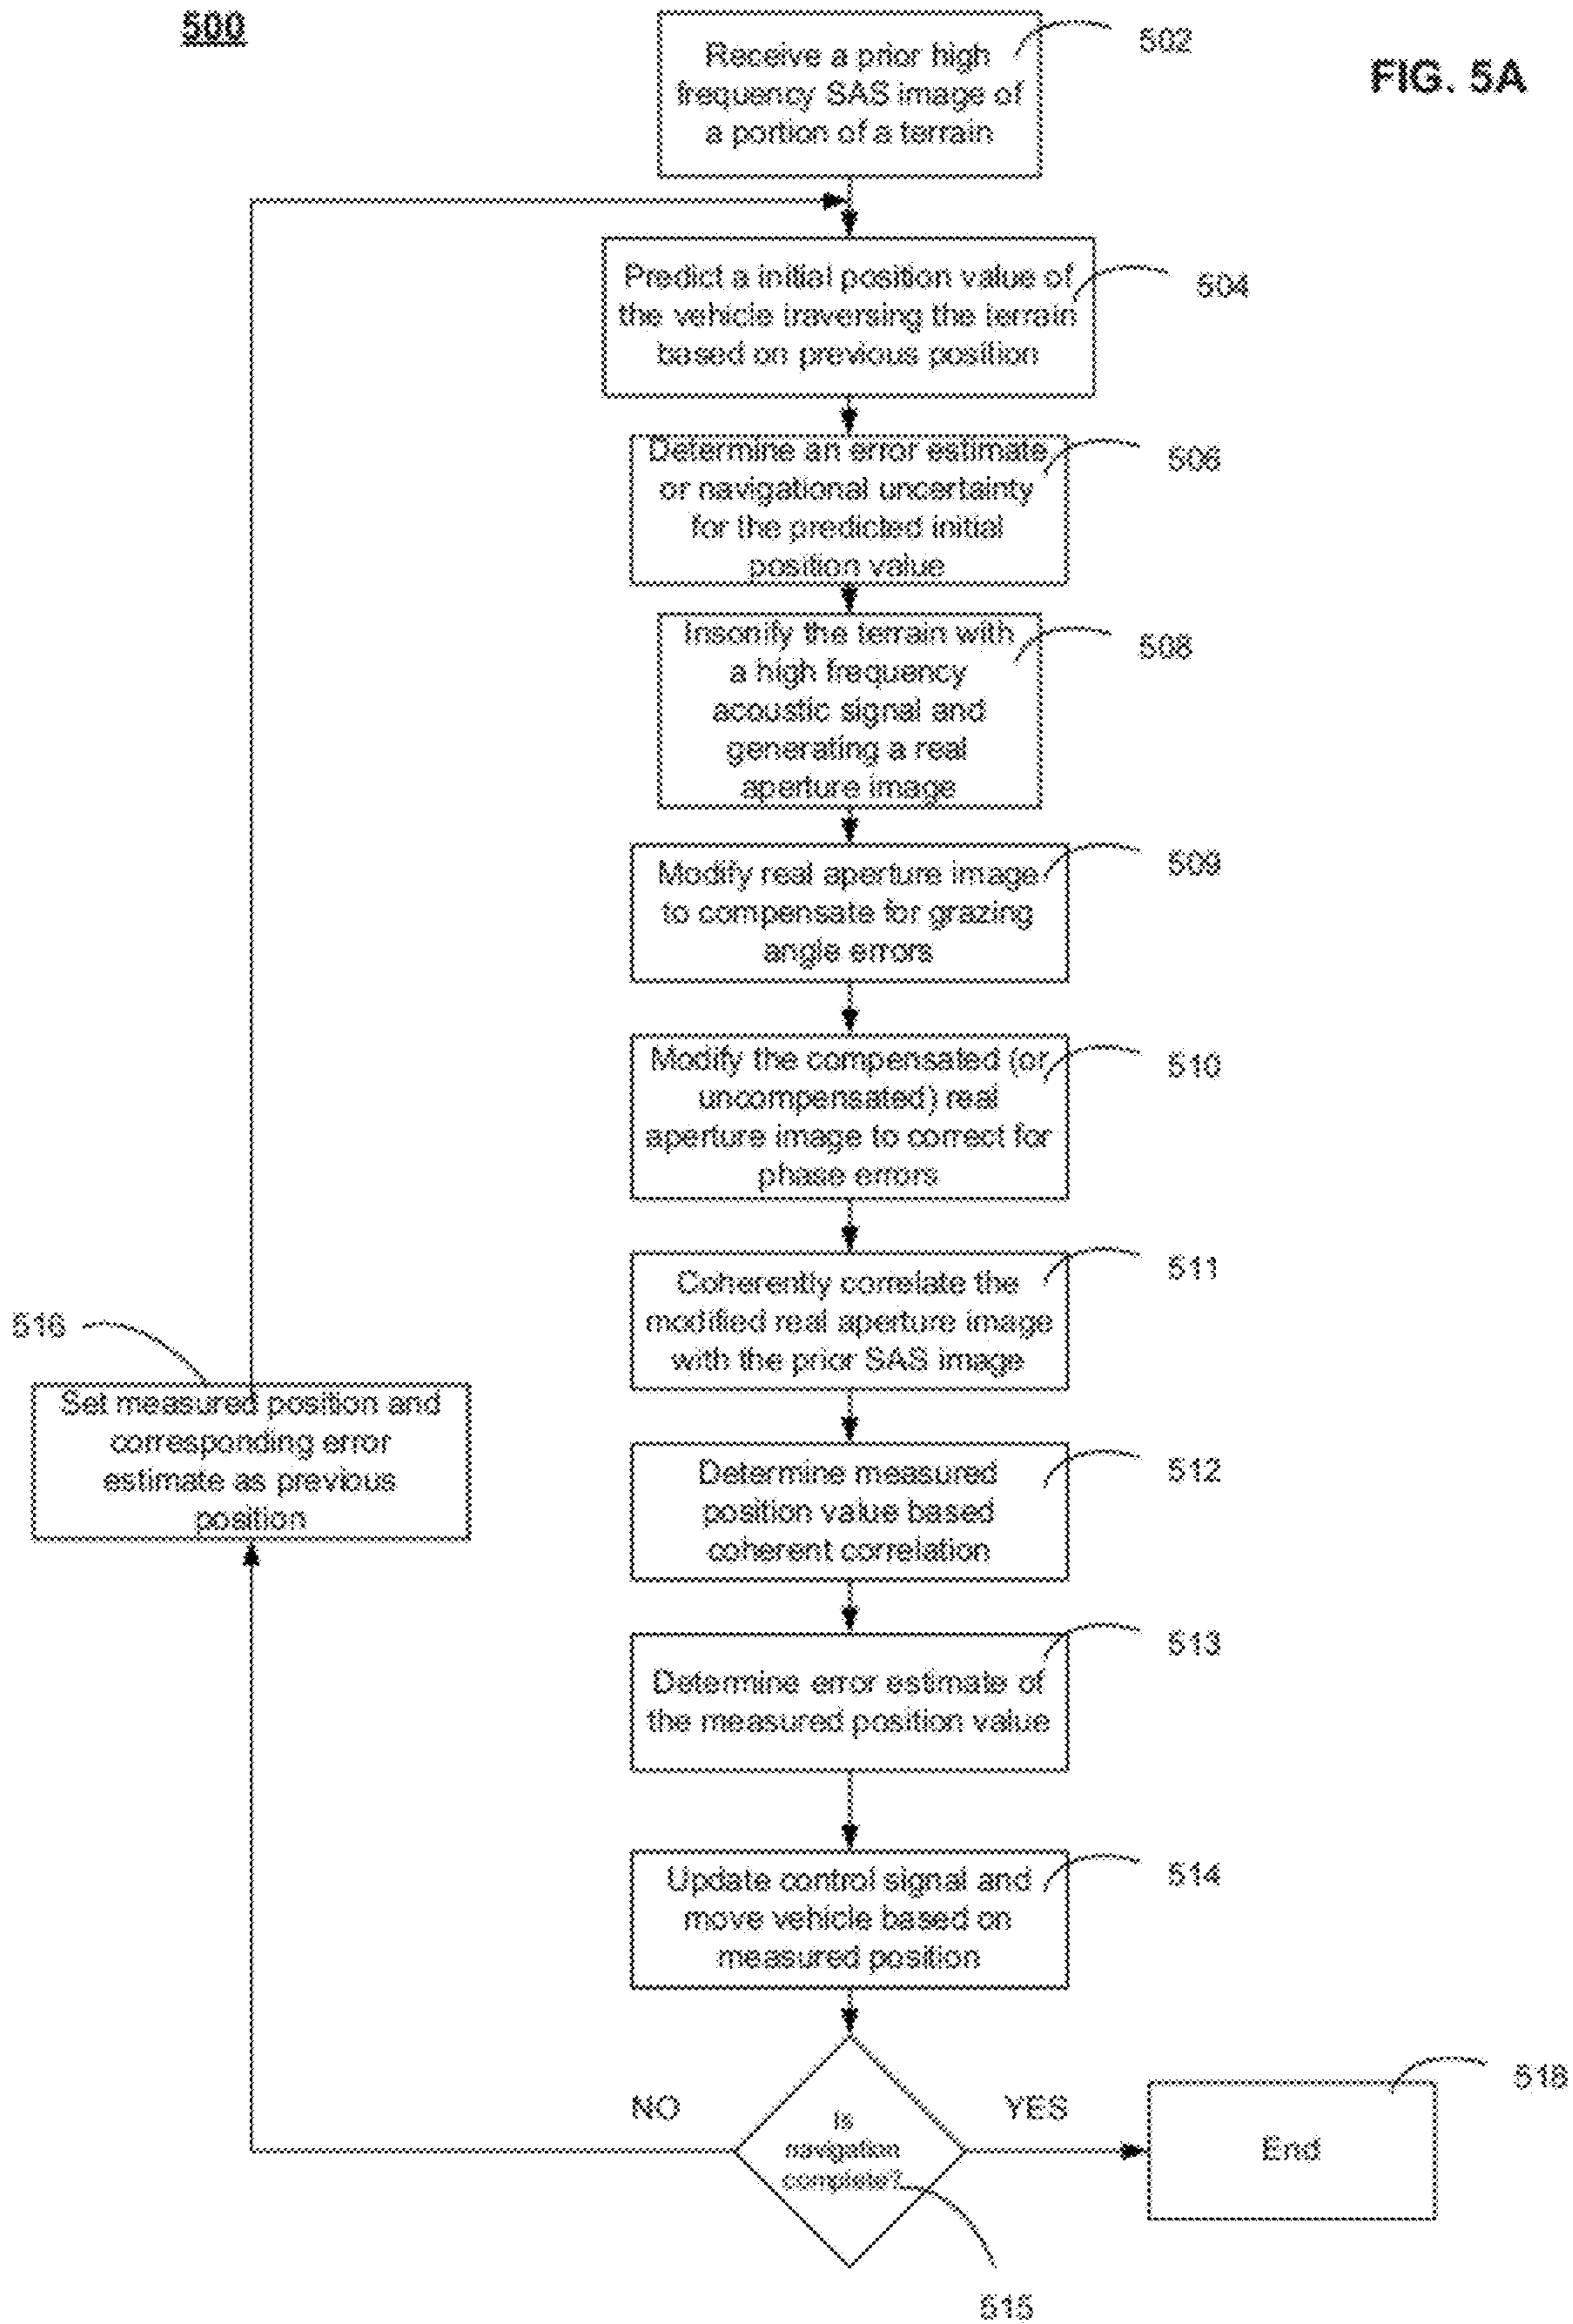 500
FIG. 5A
Receive a prior high
frequency SAS image of
a portion of a terrain
502
Predict a initial position value of
the vehicle traversing the terrain
based on previous position
504
Determine an error estimate
or navigational uncertainty
for the predicted initial
position value
506
Insonify the terrain with
a high frequency
acoustic signal and
generating a real
aperture image
508
Modify real aperture image
to compensate for grazing
angle errors
509
Modify the compensated (or
uncompensated) real
aperture image to correct for
phase errors
510
Coherently correlate the
modified real aperture image
with the prior SAS image
511
516
Set measured position and
corresponding error
estimate as previous
position
Determine measured
position value based
coherent correlation
512
Determine error estimate of
the measured position value
513
Update control signal and
move vehicle based on
measured position
514
NO
Is
navigation
complete?
YES
End
518
515